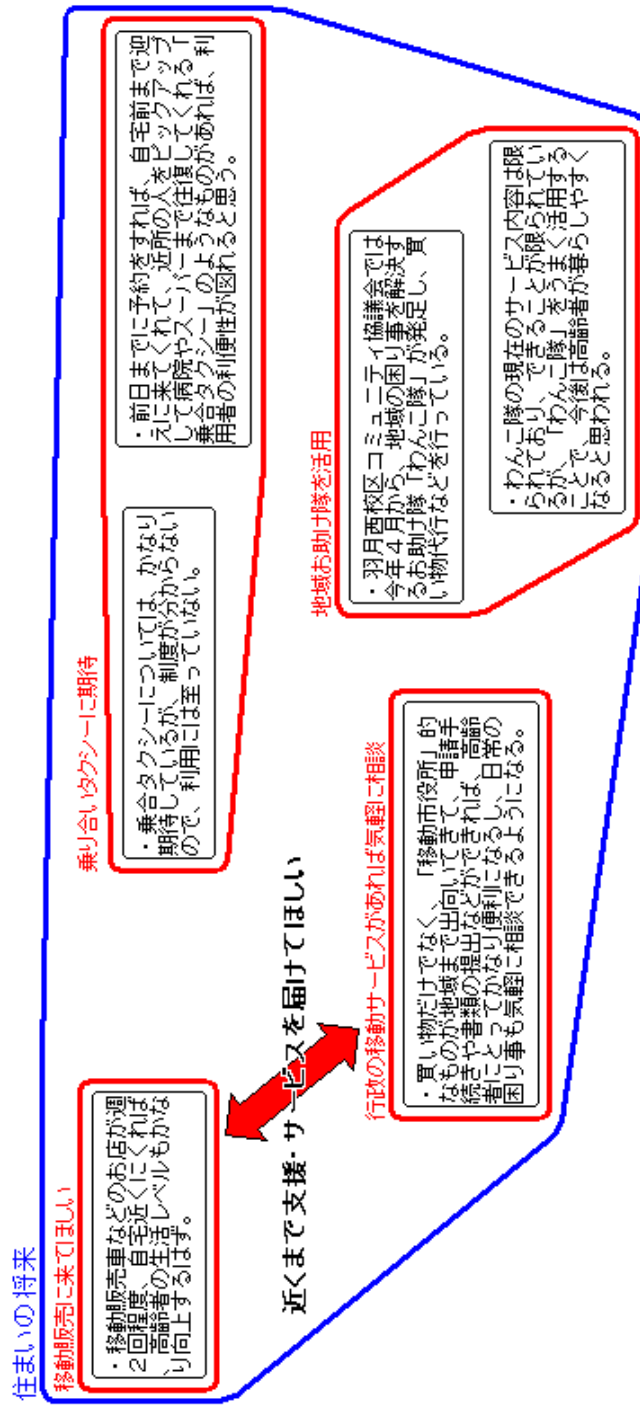 住まいの将来
移動販売に来てほしい
・移動販売車などのお店が週
２回程度、自宅近くにくれば、
高齢者の生活レベルもかな
り向上するはず。
近くまで支援・サービスを届けてほしい
行政の移動サービスがあれば気軽に相談
・買い物だけでなく、「移動市役所」的
なものが地域まで出向いてきて、申請手
続きや書類の提出などができれば、高齢
者にとってかなり便利になるし、日常の
困り事も気軽に相談できるようになる。
乗り合いタクシーに期待
・乗合タクシーについては、かなり
期待しているが、制度が分からない
ので、利用には至っていない。
・前日までに予約をすれば、自宅前まで迎
えに来てくれて、近所の人をピックアップ
して病院やスーパーまで往復してくれる「
乗合タクシー」のようなものがあれば、利
用者の利便性が図れると思う。
地域お助け隊を活用
・羽月西校区コミュニティ協議会では
今年４月から、地域の困り事を解決す
るお助け隊「わんこ隊」が発足し、買
い物代行などを行っている。
・わんこ隊の現在のサービス内容は限
られており、できることが限られてい
るが、「わんこ隊」をうまく活用する
ことで、今後は高齢者が暮らしやすく
なると思われる。